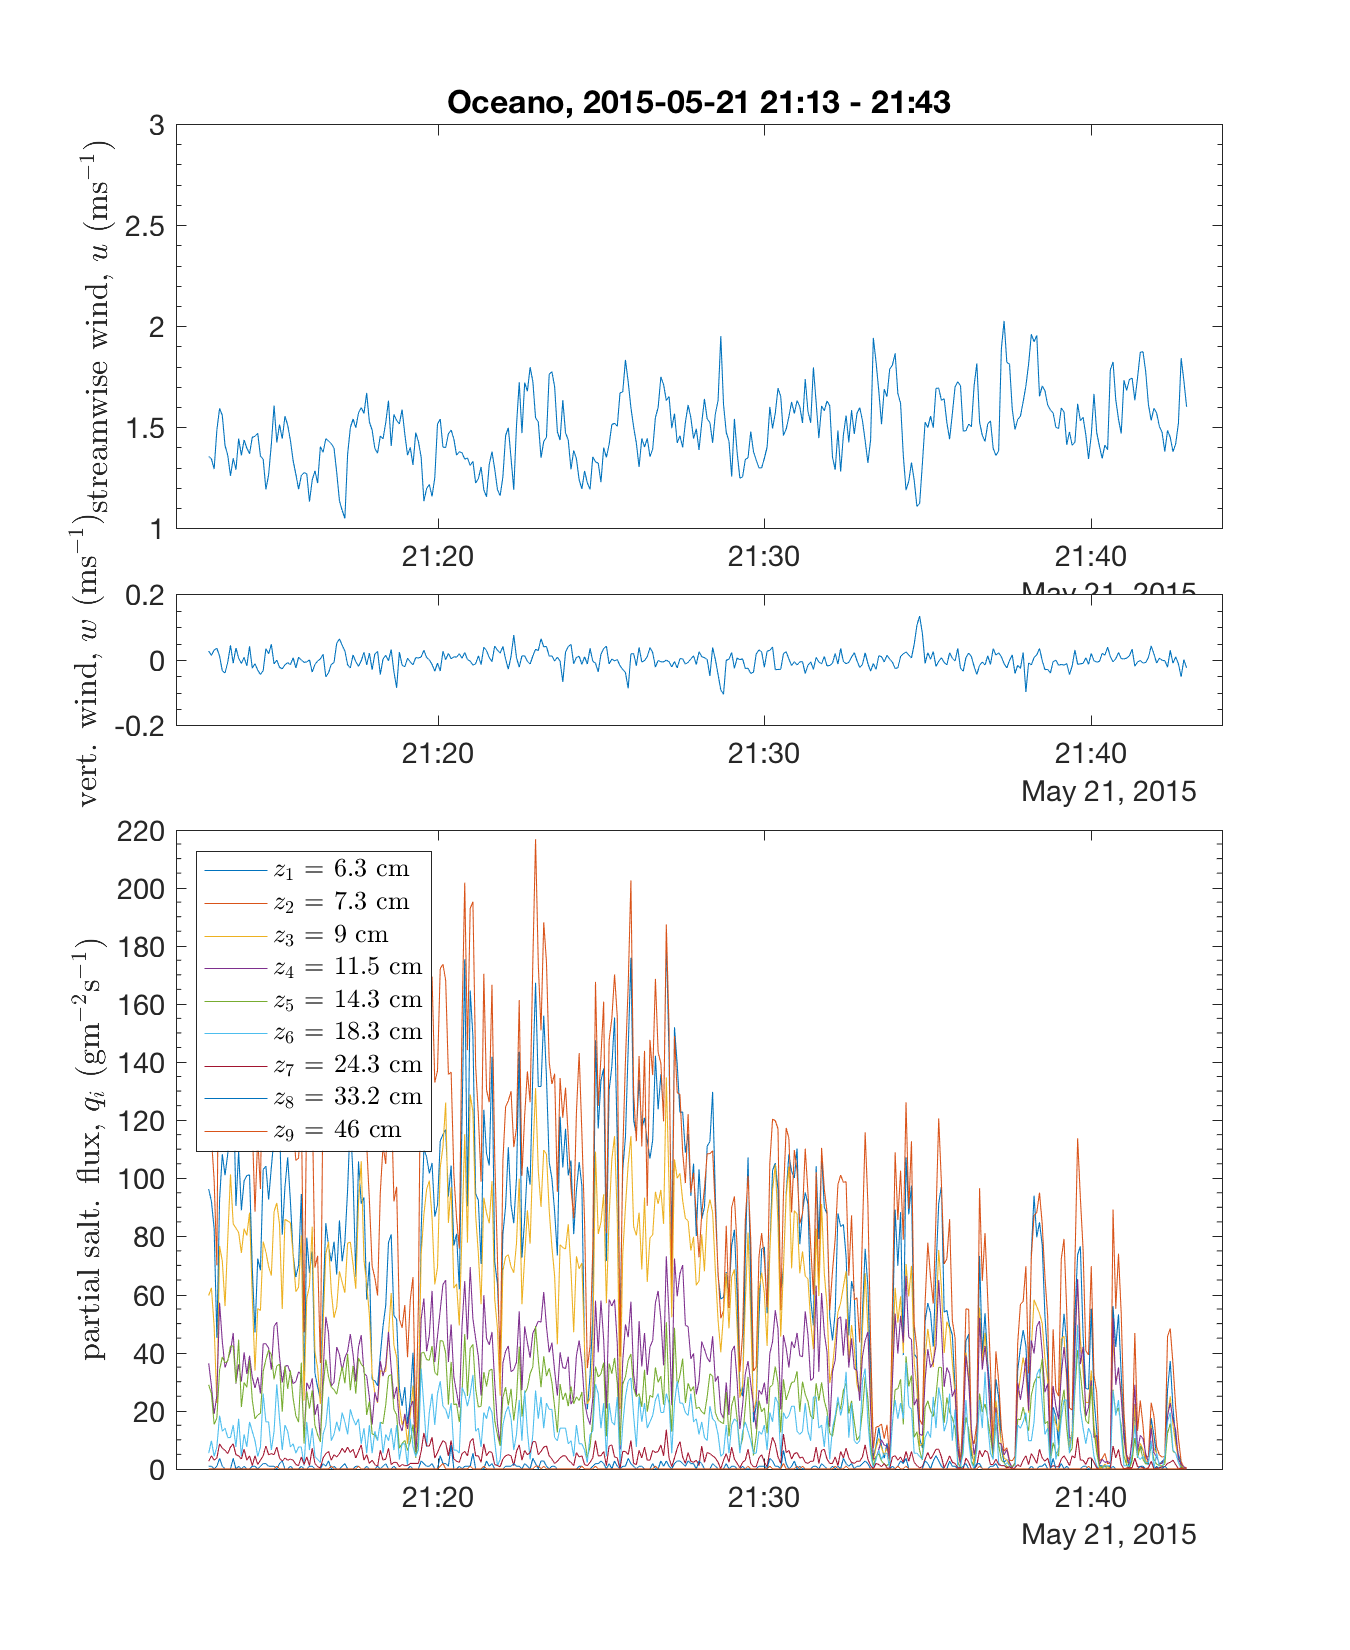 Oceano, 2015-05-21 21:13 - 21:43
streamwise wind, u (ms⁻¹)
3
2.5
2
1.5
1
21:20 21:30 21:40
May 21, 2015
vert. wind, w (ms⁻¹)
0.2
0
-0.2
21:20 21:30 21:40
May 21, 2015
partial salt. flux, qᵢ (gm⁻²s⁻¹)
220
200
180
160
140
120
100
80
60
40
20
0
z₁ = 6.3 cm
z₂ = 7.3 cm
z₃ = 9 cm
z₄ = 11.5 cm
z₅ = 14.3 cm
z₆ = 18.3 cm
z₇ = 24.3 cm
z₈ = 33.2 cm
z₉ = 46 cm
21:20 21:30 21:40
May 21, 2015